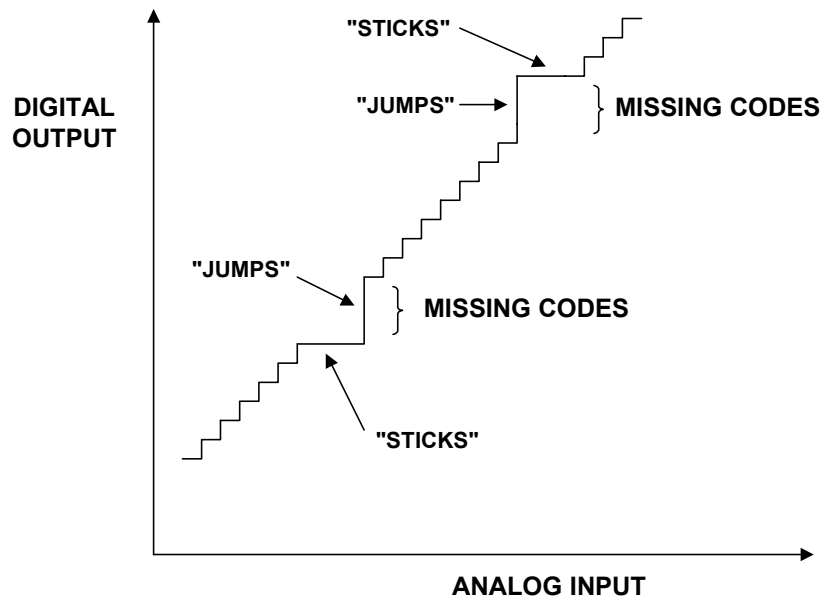 "STICKS"
DIGITAL
OUTPUT
"JUMPS"
MISSING CODES
"JUMPS"
MISSING CODES
"STICKS"
ANALOG INPUT